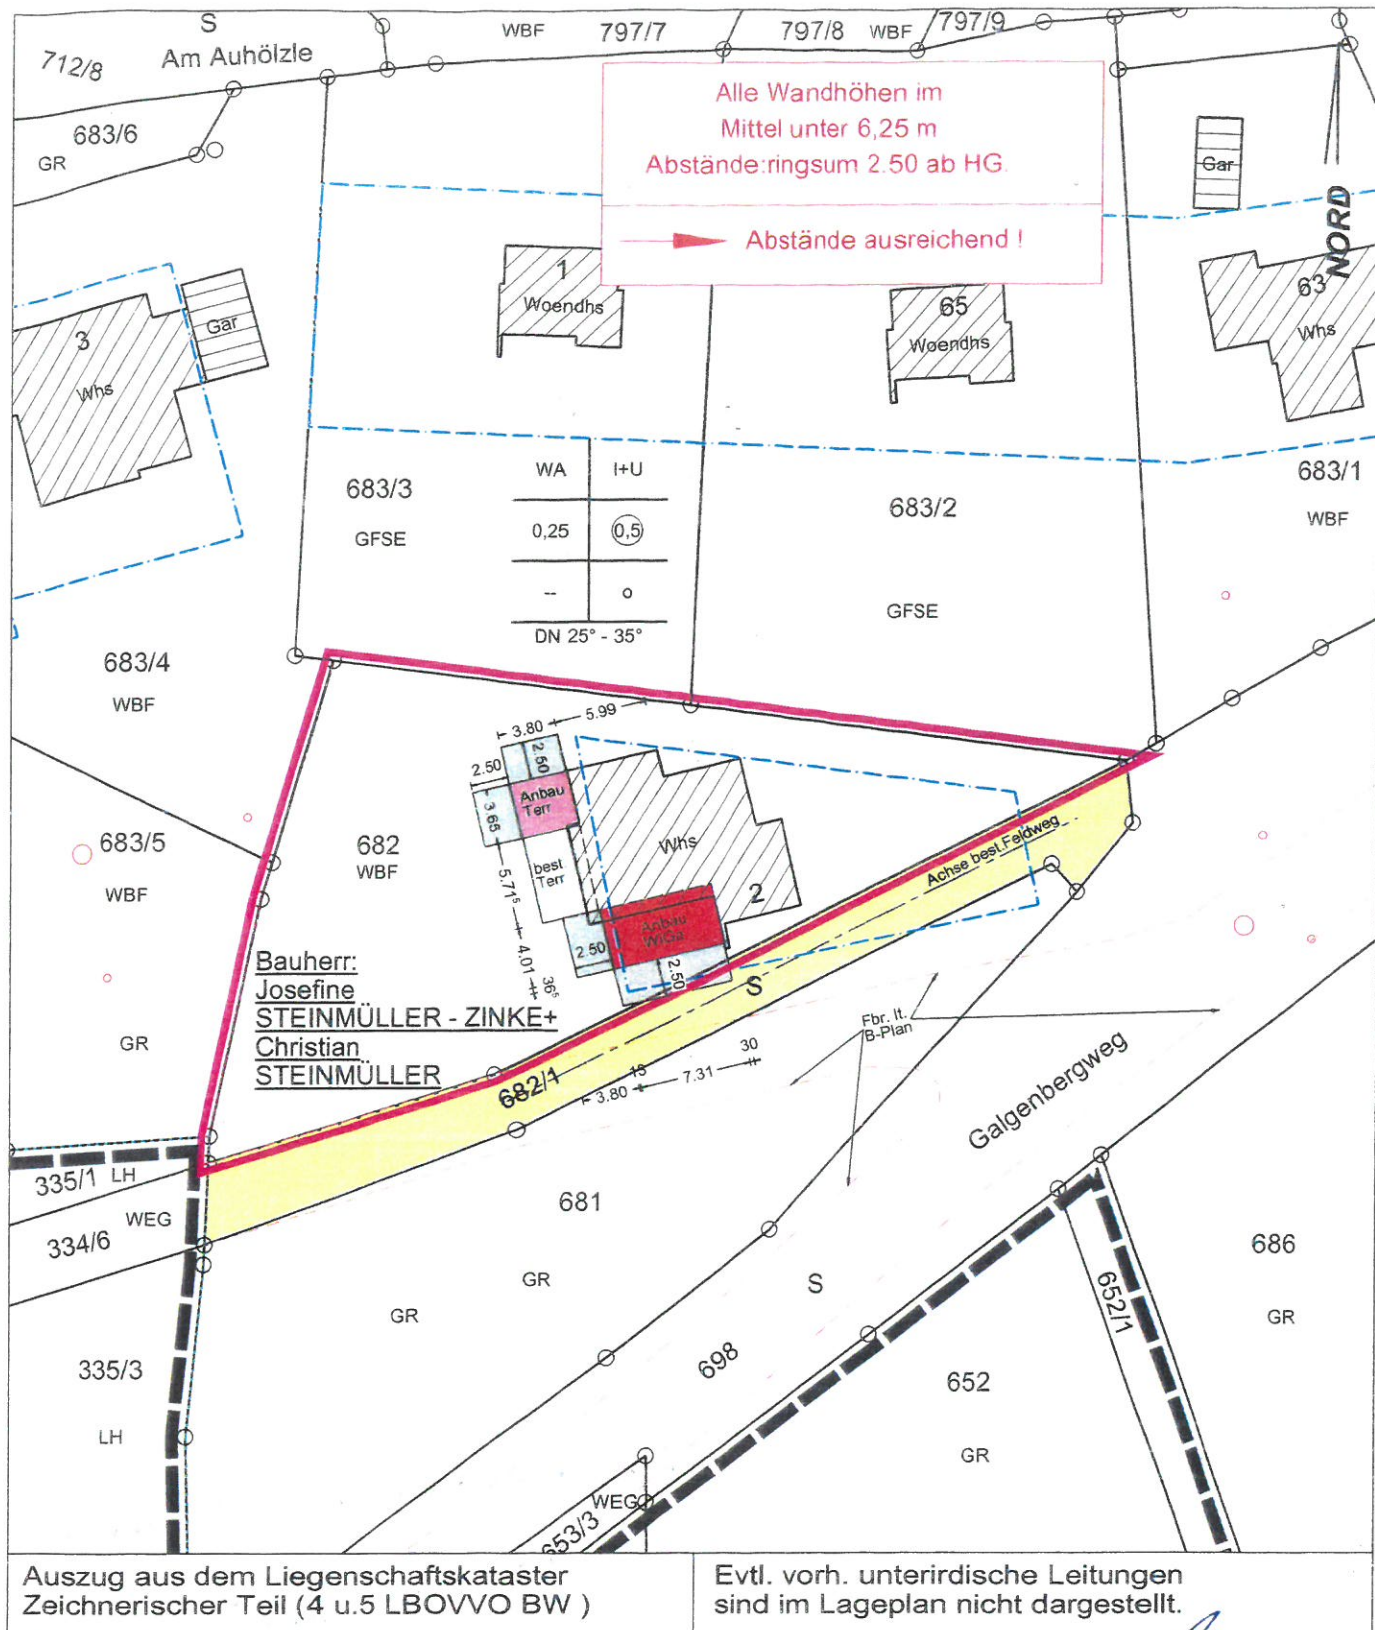 S
Am Auhölzle
712/8
WBF
797/7
797/8
WBF
797/9
683/6
GR
Alle Wandhöhen im
Mittel unter 6,25 m
Abstände:ringsum 2.50 ab HG.
Abstände ausreichend !
Gar
NORD
3
Whs
Gar
1
Woendhs
65
Woendhs
63
Whs
WA I+U
0,25 0,5
-- o
DN 25° - 35°
683/3
GFSE
683/2
GFSE
683/1
WBF
683/4
WBF
683/5
WBF
GR
682
WBF
3.80 5.99
2.50
2.50
3.65
Anbau
Terr
best
Terr
5.71⁵
4.01
36⁵
Whs
2
Anbau
2.50
2.50
Achse best.Feldweg
S
Bauherr:
Josefine
STEINMÜLLER - ZINKE+
Christian
STEINMÜLLER
682/1
15
3.80 7.31
30
Fbr. lt.
B-Plan
Galgenbergweg
335/1 LH
WEG
334/6
681
GR
GR
S
698
335/3
LH
686
GR
652/1
652
GR
WEG
653/3
Auszug aus dem Liegenschaftskataster
Zeichnerischer Teil (4 u.5 LBOVVO BW )
Evtl. vorh. unterirdische Leitungen
sind im Lageplan nicht dargestellt.